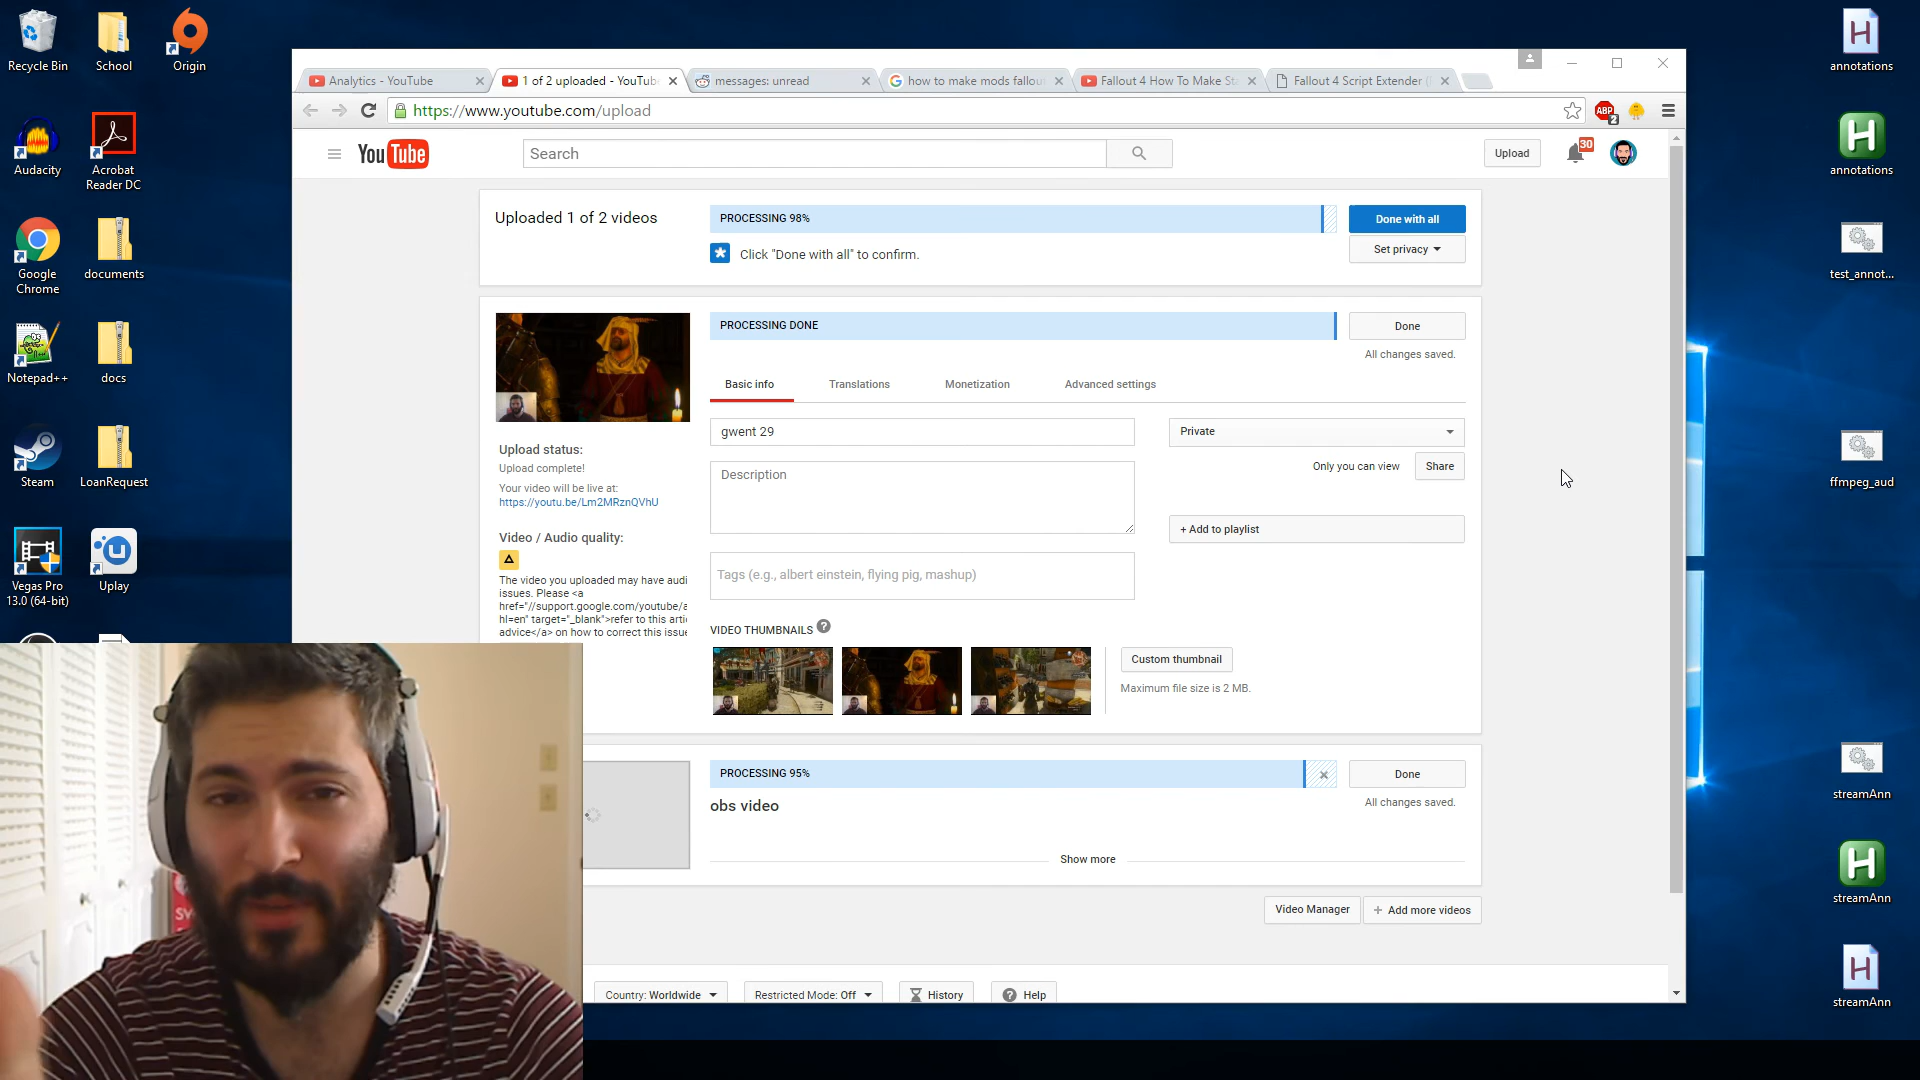 Recycle Bin
School
Origin
Audacity
Acrobat
Reader DC
Google
Chrome
documents
Notepad++
docs
Steam
LoanRequest
Vegas Pro
13.0 (64-bit)
Uplay
Analytics - YouTube
1 of 2 uploaded - YouTub
messages: unread
how to make mods fallou
Fallout 4 How To Make St
Fallout 4 Script Extender (
https://www.youtube.com/upload
ABP
2
YouTube
Search
Upload
30
Uploaded 1 of 2 videos
PROCESSING 98%
Done with all
Click "Done with all" to confirm.
Set privacy
PROCESSING DONE
Done
All changes saved.
Basic info
Translations
Monetization
Advanced settings
gwent 29
Private
Description
Only you can view
Share
Upload status:
Upload complete!
Your video will be live at:
https://youtu.be/Lm2MRznQVhU
+ Add to playlist
Video / Audio quality:
The video you uploaded may have audi
issues. Please <a
href="//support.google.com/youtube/a
hl=en" target="_blank">refer to this arti
advice</a> on how to correct this issue
Tags (e.g., albert einstein, flying pig, mashup)
VIDEO THUMBNAILS
?
Custom thumbnail
Maximum file size is 2 MB.
PROCESSING 95%
Done
obs video
All changes saved.
Show more
Video Manager
+ Add more videos
Country: Worldwide
Restricted Mode: Off
History
Help
annotations
annotations
test_annot...
ffmpeg_aud
streamAnn
streamAnn
streamAnn